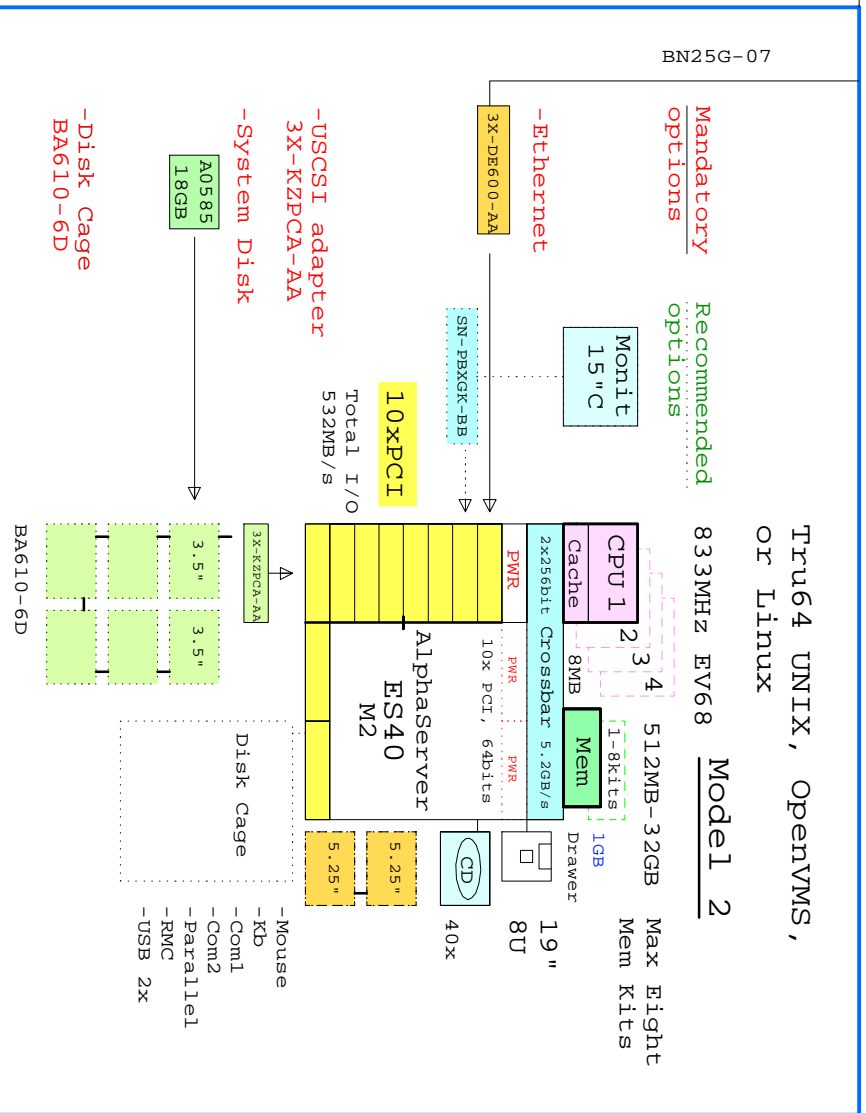 BN25G-07
Tru64 UNIX, OpenVMS,
or Linux
Mandatory
options
Recommended
options
833MHz EV68
Model 2
512MB-32GB
Max Eight
Mem Kits
Monit
15"C
CPU 1
2
3
4
Cache
8MB
1-8kits
1GB
Mem
Drawer
-Ethernet
3X-DE600-AA
SN-PBXGK-BB
2x256bit Crossbar 5.2GB/s
PWR
PWR
PWR
19"
8U
10x PCI, 64bits
10xPCI
Total I/O
532MB/s
AlphaServer
ES40
M2
CD
40x
5.25"
5.25"
-USCSI adapter
3X-KZPCA-AA
3X-KZPCA-AA
-System Disk
A0585
18GB
3.5"
3.5"
Disk Cage
-Mouse
-Kb
-Com1
-Com2
-Parallel
-RMC
-USB 2x
-Disk Cage
BA610-6D
BA610-6D